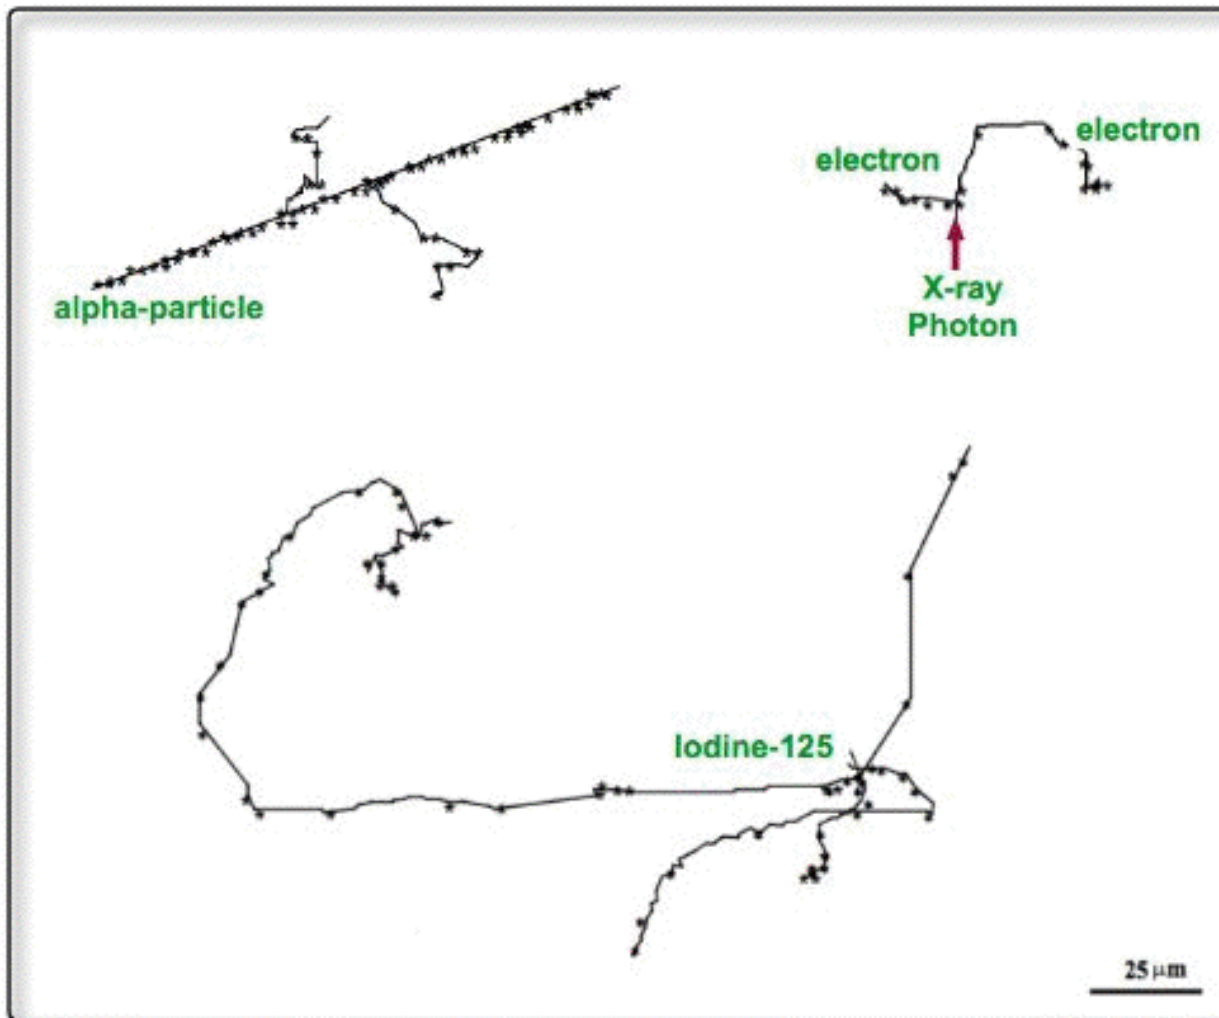 electron
electron
alpha-particle
X-ray
Photon
Iodine-125
25 μm